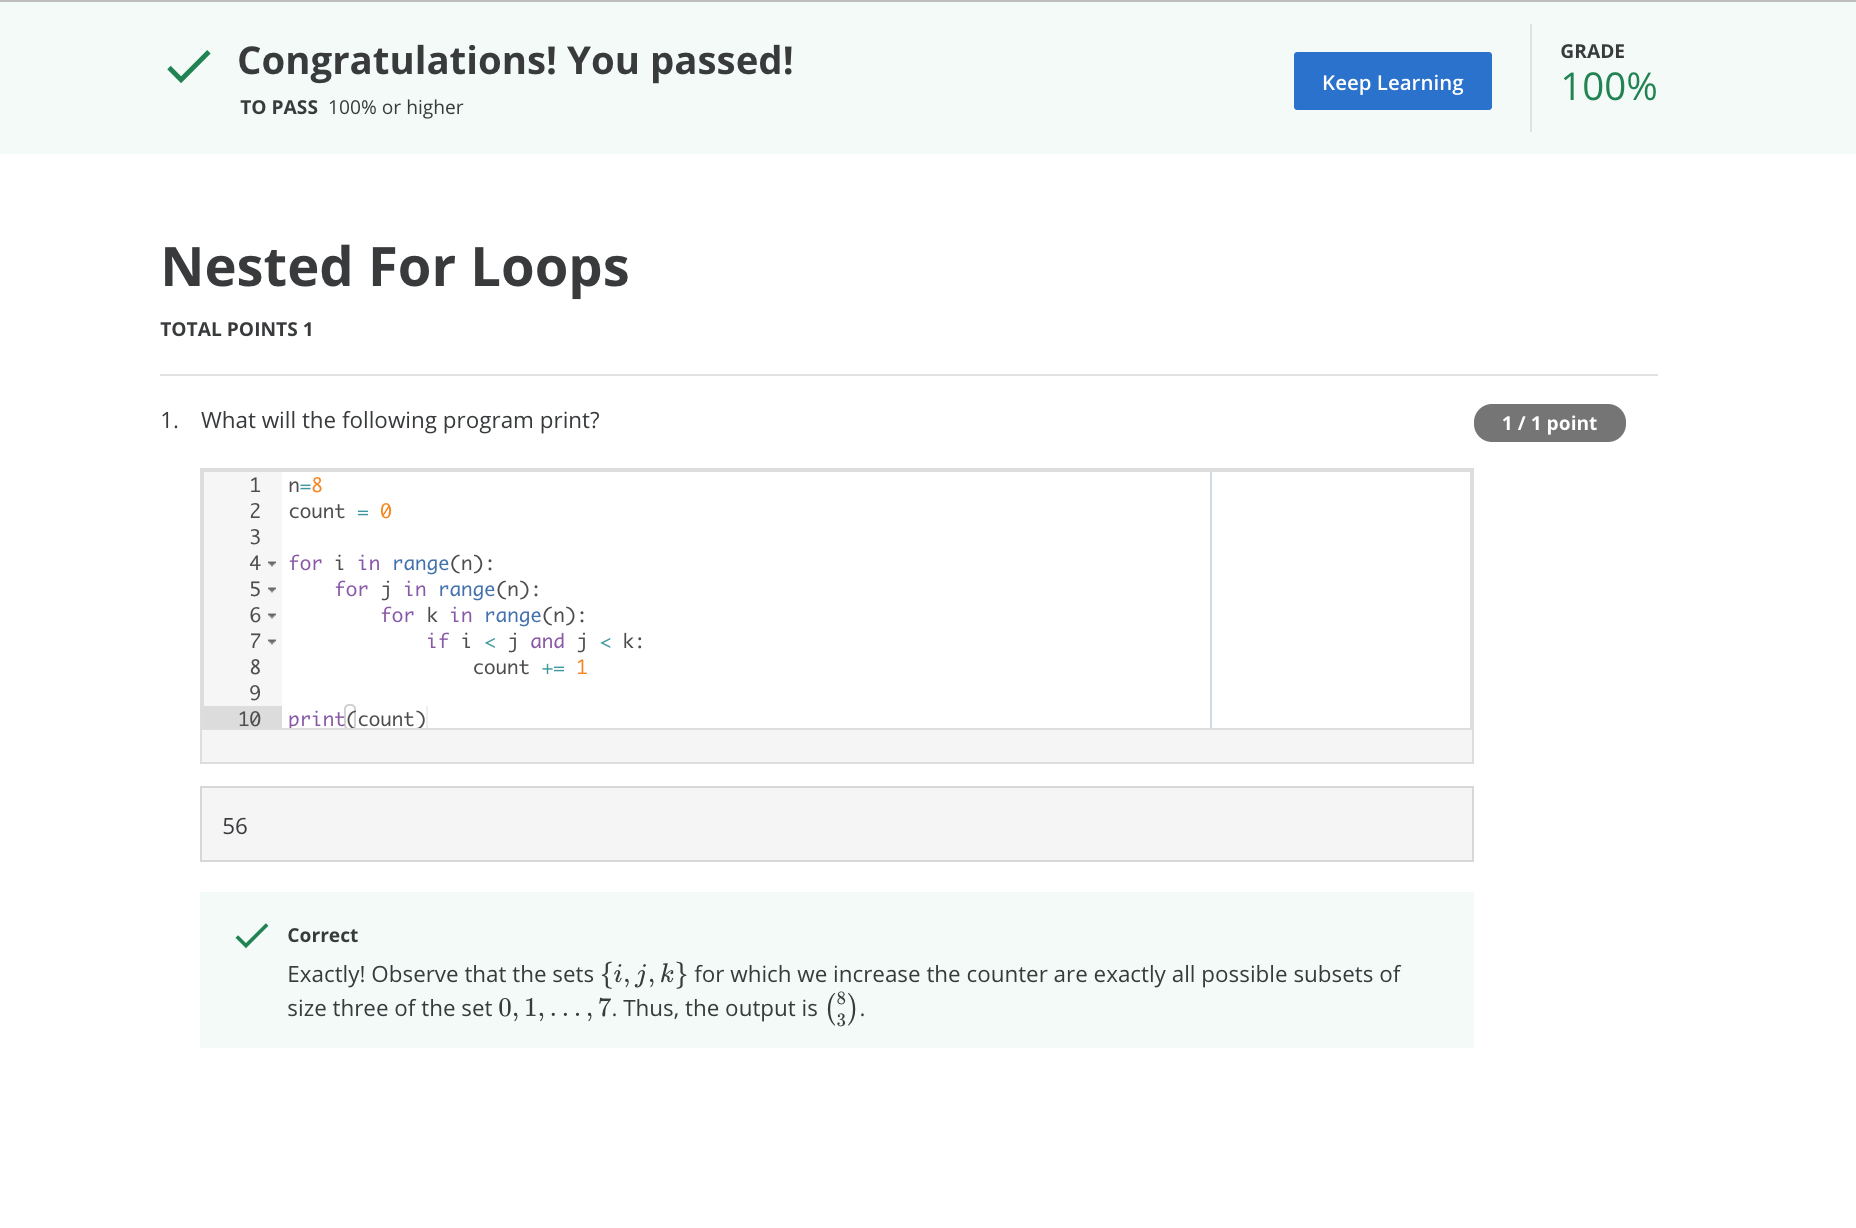 Congratulations! You passed!
TO PASS 100% or higher
Keep Learning
GRADE
100%
Nested For Loops
TOTAL POINTS 1
1. What will the following program print?
1 / 1 point
1 n=8
2 count = 0
3
4 for i in range(n):
5     for j in range(n):
6         for k in range(n):
7             if i < j and j < k:
8                 count += 1
9
10 print(count)
56
Correct
Exactly! Observe that the sets {i, j, k} for which we increase the counter are exactly all possible subsets of
size three of the set 0, 1, . . . , 7. Thus, the output is (8 3).